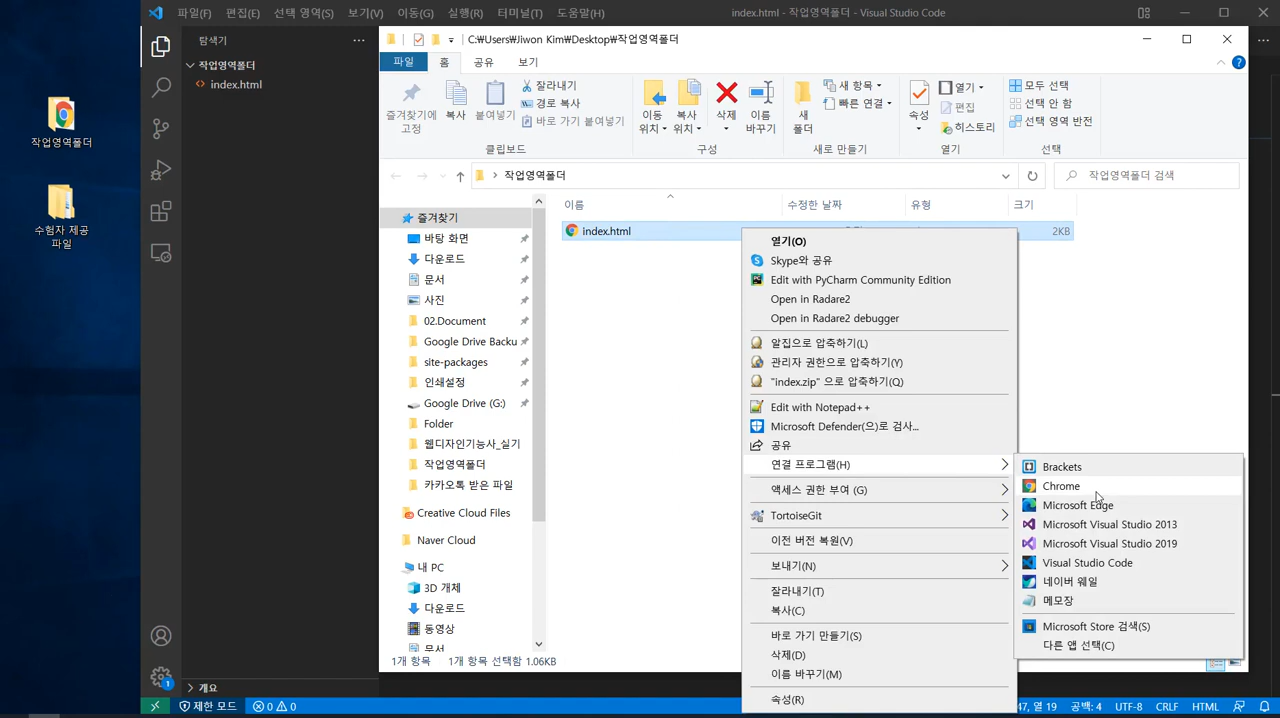 파일(F) 편집(E) 선택 영역(S) 보기(V) 이동(G) 실행(R) 터미널(T) 도움말(H) index.html - 작업영역폴더 - Visual Studio Code
탐색기
작업영역폴더
index.html
개요
작업영역폴더
수험자 제공
파일
C:₩Users₩Jiwon Kim₩Desktop₩작업영역폴더
파일 홈 공유 보기
즐겨찾기에
고정
복사
붙여넣기
잘라내기
경로 복사
바로 가기 붙여넣기
클립보드
이동
위치
복사
위치
삭제
이름
바꾸기
구성
새
폴더
새 항목
빠른 연결
새로 만들기
속성
열기
편집
히스토리
열기
모두 선택
선택 안 함
선택 영역 반전
선택
작업영역폴더
작업영역폴더 검색
이름 수정한 날짜 유형 크기
index.html 2KB
즐겨찾기
바탕 화면
다운로드
문서
사진
02.Document
Google Drive Backu
site-packages
인쇄설정
Google Drive (G:)
Folder
웹디자인기능사_실기
작업영역폴더
카카오톡 받은 파일
Creative Cloud Files
Naver Cloud
내 PC
3D 개체
다운로드
동영상
1개 항목 1개 항목 선택함 1.06KB
열기(O)
Skype와 공유
Edit with PyCharm Community Edition
Open in Radare2
Open in Radare2 debugger
알집으로 압축하기(L)
관리자 권한으로 압축하기(Y)
"index.zip" 으로 압축하기(Q)
Edit with Notepad++
Microsoft Defender(으)로 검사...
공유
연결 프로그램(H)
액세스 권한 부여 (G)
TortoiseGit
이전 버전 복원(V)
보내기(N)
잘라내기(T)
복사(C)
바로 가기 만들기(S)
삭제(D)
이름 바꾸기(M)
속성(R)
Brackets
Chrome
Microsoft Edge
Microsoft Visual Studio 2013
Microsoft Visual Studio 2019
Visual Studio Code
네이버 웨일
메모장
Microsoft Store 검색(S)
다른 앱 선택(C)
제한 모드 0 0 47, 열 19 공백: 4 UTF-8 CRLF HTML